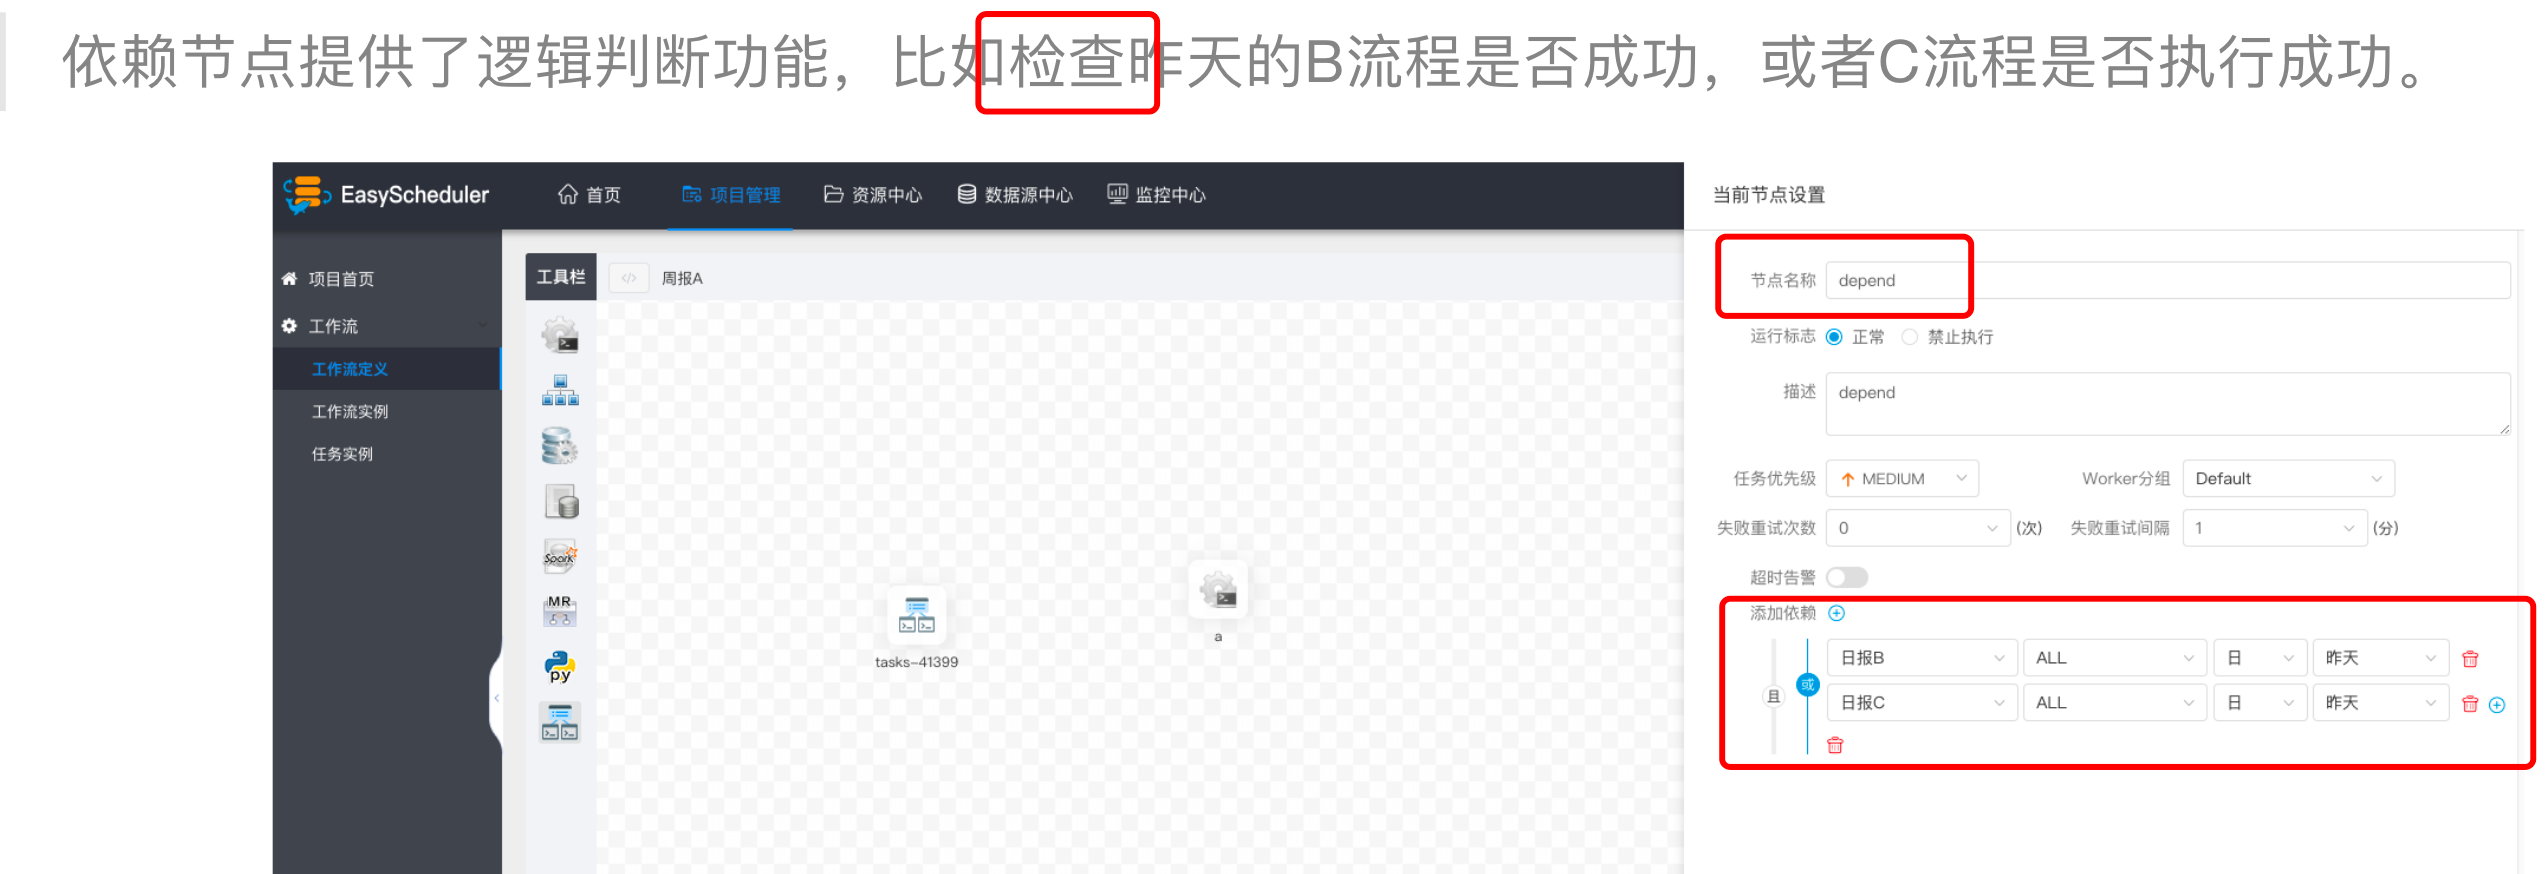 依赖节点提供了逻辑判断功能，比如检查昨天的B流程是否成功，或者C流程是否执行成功。
EasyScheduler 首页 项目管理 资源中心 数据源中心 监控中心
当前节点设置
项目首页
工作流
工作流定义
工作流实例
任务实例
工具栏 </> 周报A
Spark
MR
py
tasks-41399
a
节点名称 depend
运行标志 正常 禁止执行
描述 depend
任务优先级 MEDIUM Worker分组 Default
失败重试次数 0 (次) 失败重试间隔 1 (分)
超时告警
添加依赖
且 或
日报B ALL 日 昨天
日报C ALL 日 昨天